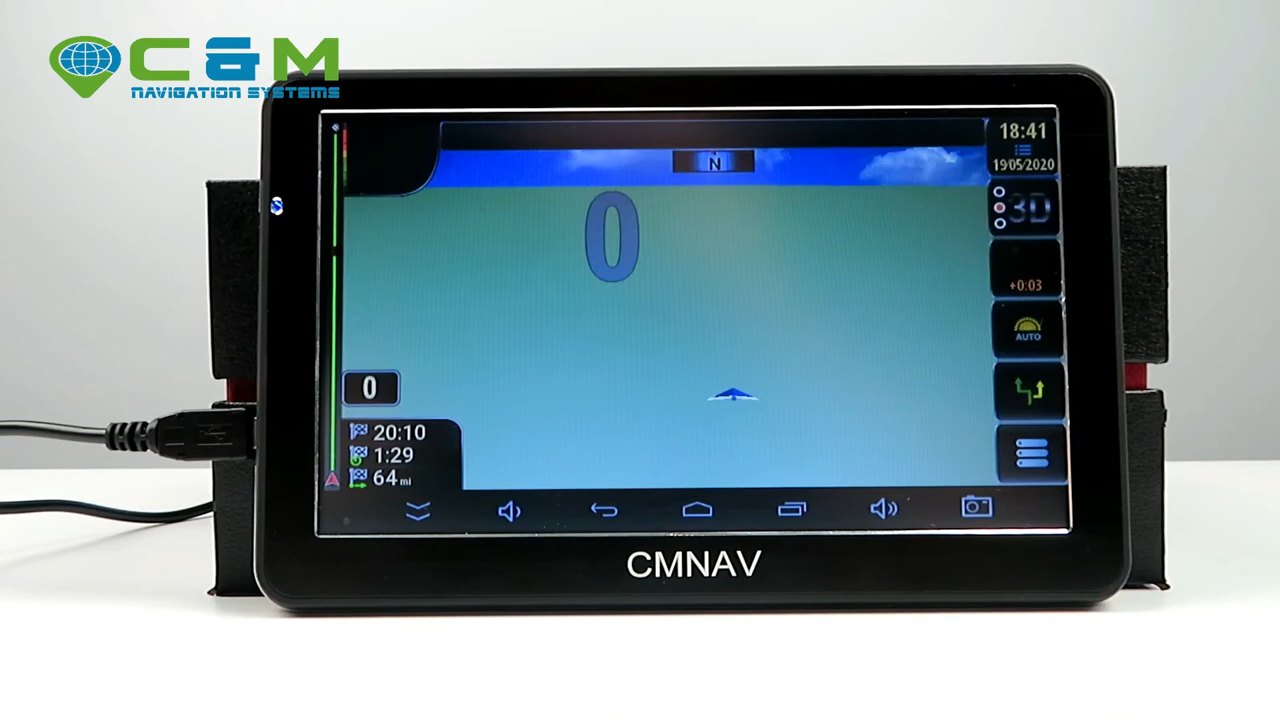 C & M
NAVIGATION SYSTEMS
18:41
19/05/2020
N
3D
0
+0:03
AUTO
0
20:10
1:29
64 mi
CMNAV